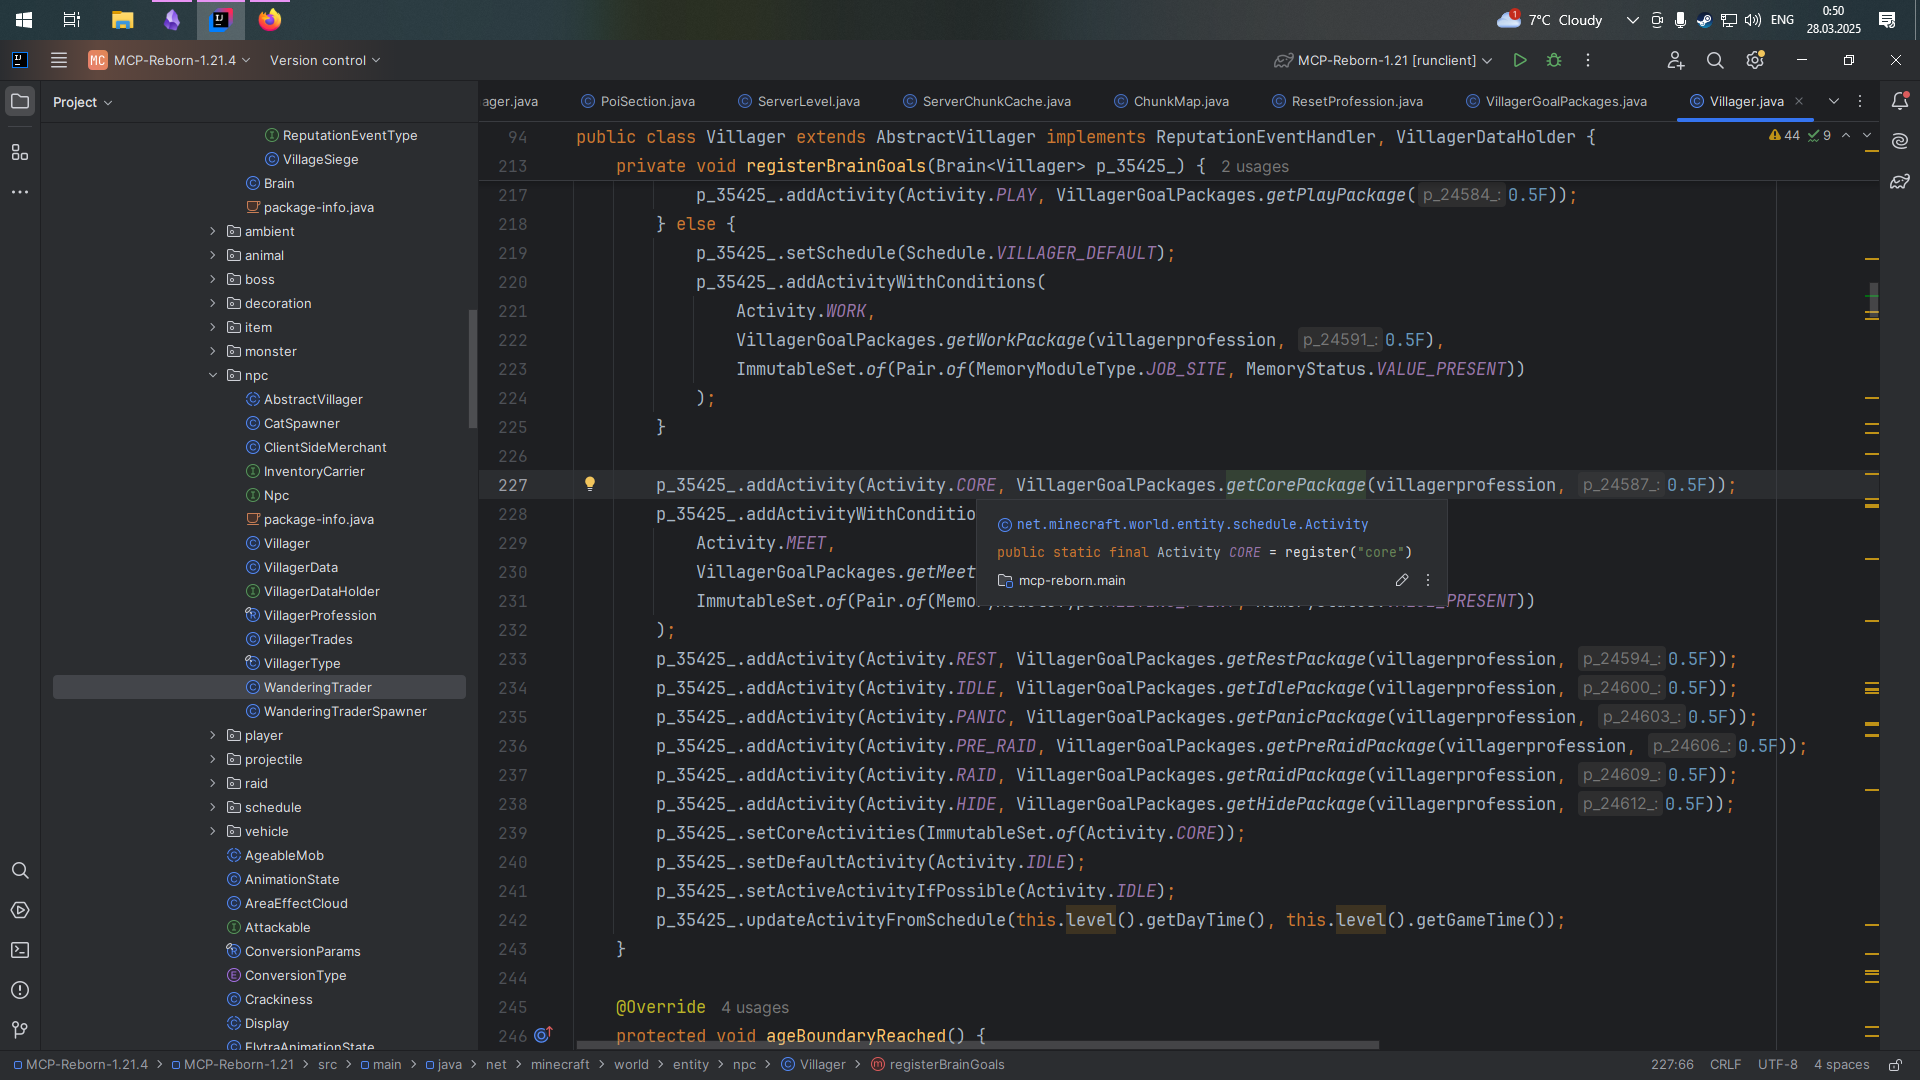 1
7°C Cloudy
ENG
0:50
28.03.2025
MC MCP-Reborn-1.21.4
Version control
MCP-Reborn-1.21 [runclient]
Project
ReputationEventType
VillageSiege
Brain
package-info.java
ambient
animal
boss
decoration
item
monster
npc
AbstractVillager
CatSpawner
ClientSideMerchant
InventoryCarrier
Npc
package-info.java
Villager
VillagerData
VillagerDataHolder
VillagerProfession
VillagerTrades
VillagerType
WanderingTrader
WanderingTraderSpawner
player
projectile
raid
schedule
vehicle
AgeableMob
AnimationState
AreaEffectCloud
Attackable
ConversionParams
ConversionType
Crackiness
Display
ElytraAnimationState
ager.java PoiSection.java ServerLevel.java ServerChunkCache.java ChunkMap.java ResetProfession.java VillagerGoalPackages.java Villager.java
94 public class Villager extends AbstractVillager implements ReputationEventHandler, VillagerDataHolder { 44 9
213 private void registerBrainGoals(Brain<Villager> p_35425_) { 2 usages
217 p_35425_.addActivity(Activity.PLAY, VillagerGoalPackages.getPlayPackage( p_24584_: 0.5F));
218 } else {
219 p_35425_.setSchedule(Schedule.VILLAGER_DEFAULT);
220 p_35425_.addActivityWithConditions(
221 Activity.WORK,
222 VillagerGoalPackages.getWorkPackage(villagerprofession, p_24591_: 0.5F),
223 ImmutableSet.of(Pair.of(MemoryModuleType.JOB_SITE, MemoryStatus.VALUE_PRESENT))
224 );
225 }
226
227 p_35425_.addActivity(Activity.CORE, VillagerGoalPackages.getCorePackage(villagerprofession, p_24587_: 0.5F));
228 p_35425_.addActivityWithConditio
229 Activity.MEET,
230 VillagerGoalPackages.getMeet
231 ImmutableSet.of(Pair.of(Memor _PRESENT))
net.minecraft.world.entity.schedule.Activity
public static final Activity CORE = register("core")
mcp-reborn.main
232 );
233 p_35425_.addActivity(Activity.REST, VillagerGoalPackages.getRestPackage(villagerprofession, p_24594_: 0.5F));
234 p_35425_.addActivity(Activity.IDLE, VillagerGoalPackages.getIdlePackage(villagerprofession, p_24600_: 0.5F));
235 p_35425_.addActivity(Activity.PANIC, VillagerGoalPackages.getPanicPackage(villagerprofession, p_24603_: 0.5F));
236 p_35425_.addActivity(Activity.PRE_RAID, VillagerGoalPackages.getPreRaidPackage(villagerprofession, p_24606_: 0.5F));
237 p_35425_.addActivity(Activity.RAID, VillagerGoalPackages.getRaidPackage(villagerprofession, p_24609_: 0.5F));
238 p_35425_.addActivity(Activity.HIDE, VillagerGoalPackages.getHidePackage(villagerprofession, p_24612_: 0.5F));
239 p_35425_.setCoreActivities(ImmutableSet.of(Activity.CORE));
240 p_35425_.setDefaultActivity(Activity.IDLE);
241 p_35425_.setActiveActivityIfPossible(Activity.IDLE);
242 p_35425_.updateActivityFromSchedule(this.level().getDayTime(), this.level().getGameTime());
243 }
244
245 @Override 4 usages
246 protected void ageBoundaryReached() {
MCP-Reborn-1.21.4 > MCP-Reborn-1.21 > src > main > java > net > minecraft > world > entity > npc > Villager > registerBrainGoals
227:66 CRLF UTF-8 4 spaces